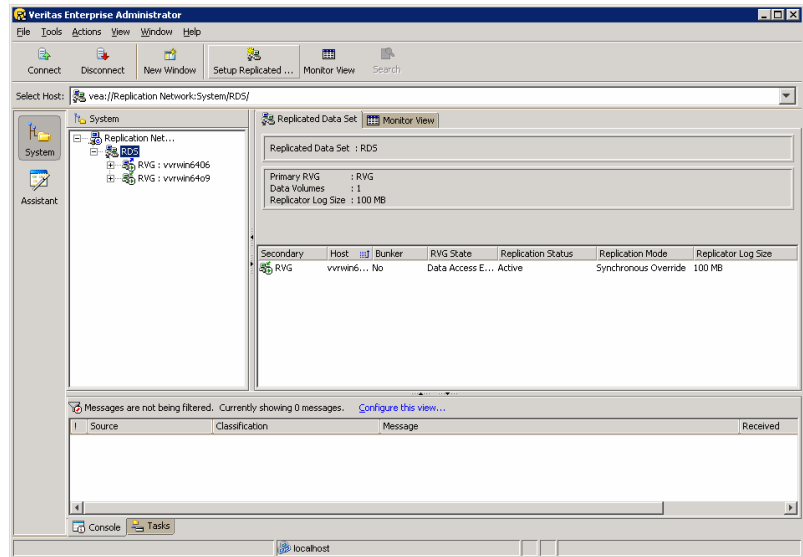 Veritas Enterprise Administrator
File Tools Actions View Window Help
Connect Disconnect New Window Setup Replicated ... Monitor View Search
Select Host: vea://Replication Network:System/RDS/
System
Assistant
System
Replication Net...
RDS
RVG : vvrwin6406
RVG : vvrwin64o9
Replicated Data Set Monitor View
Replicated Data Set : RDS
Primary RVG : RVG
Data Volumes : 1
Replicator Log Size : 100 MB
Secondary Host Bunker RVG State Replication Status Replication Mode Replicator Log Size
RVG vvrwin6... No Data Access E... Active Synchronous Override 100 MB
Messages are not being filtered. Currently showing 0 messages. Configure this view...
! Source Classification Message Received
Console Tasks
localhost